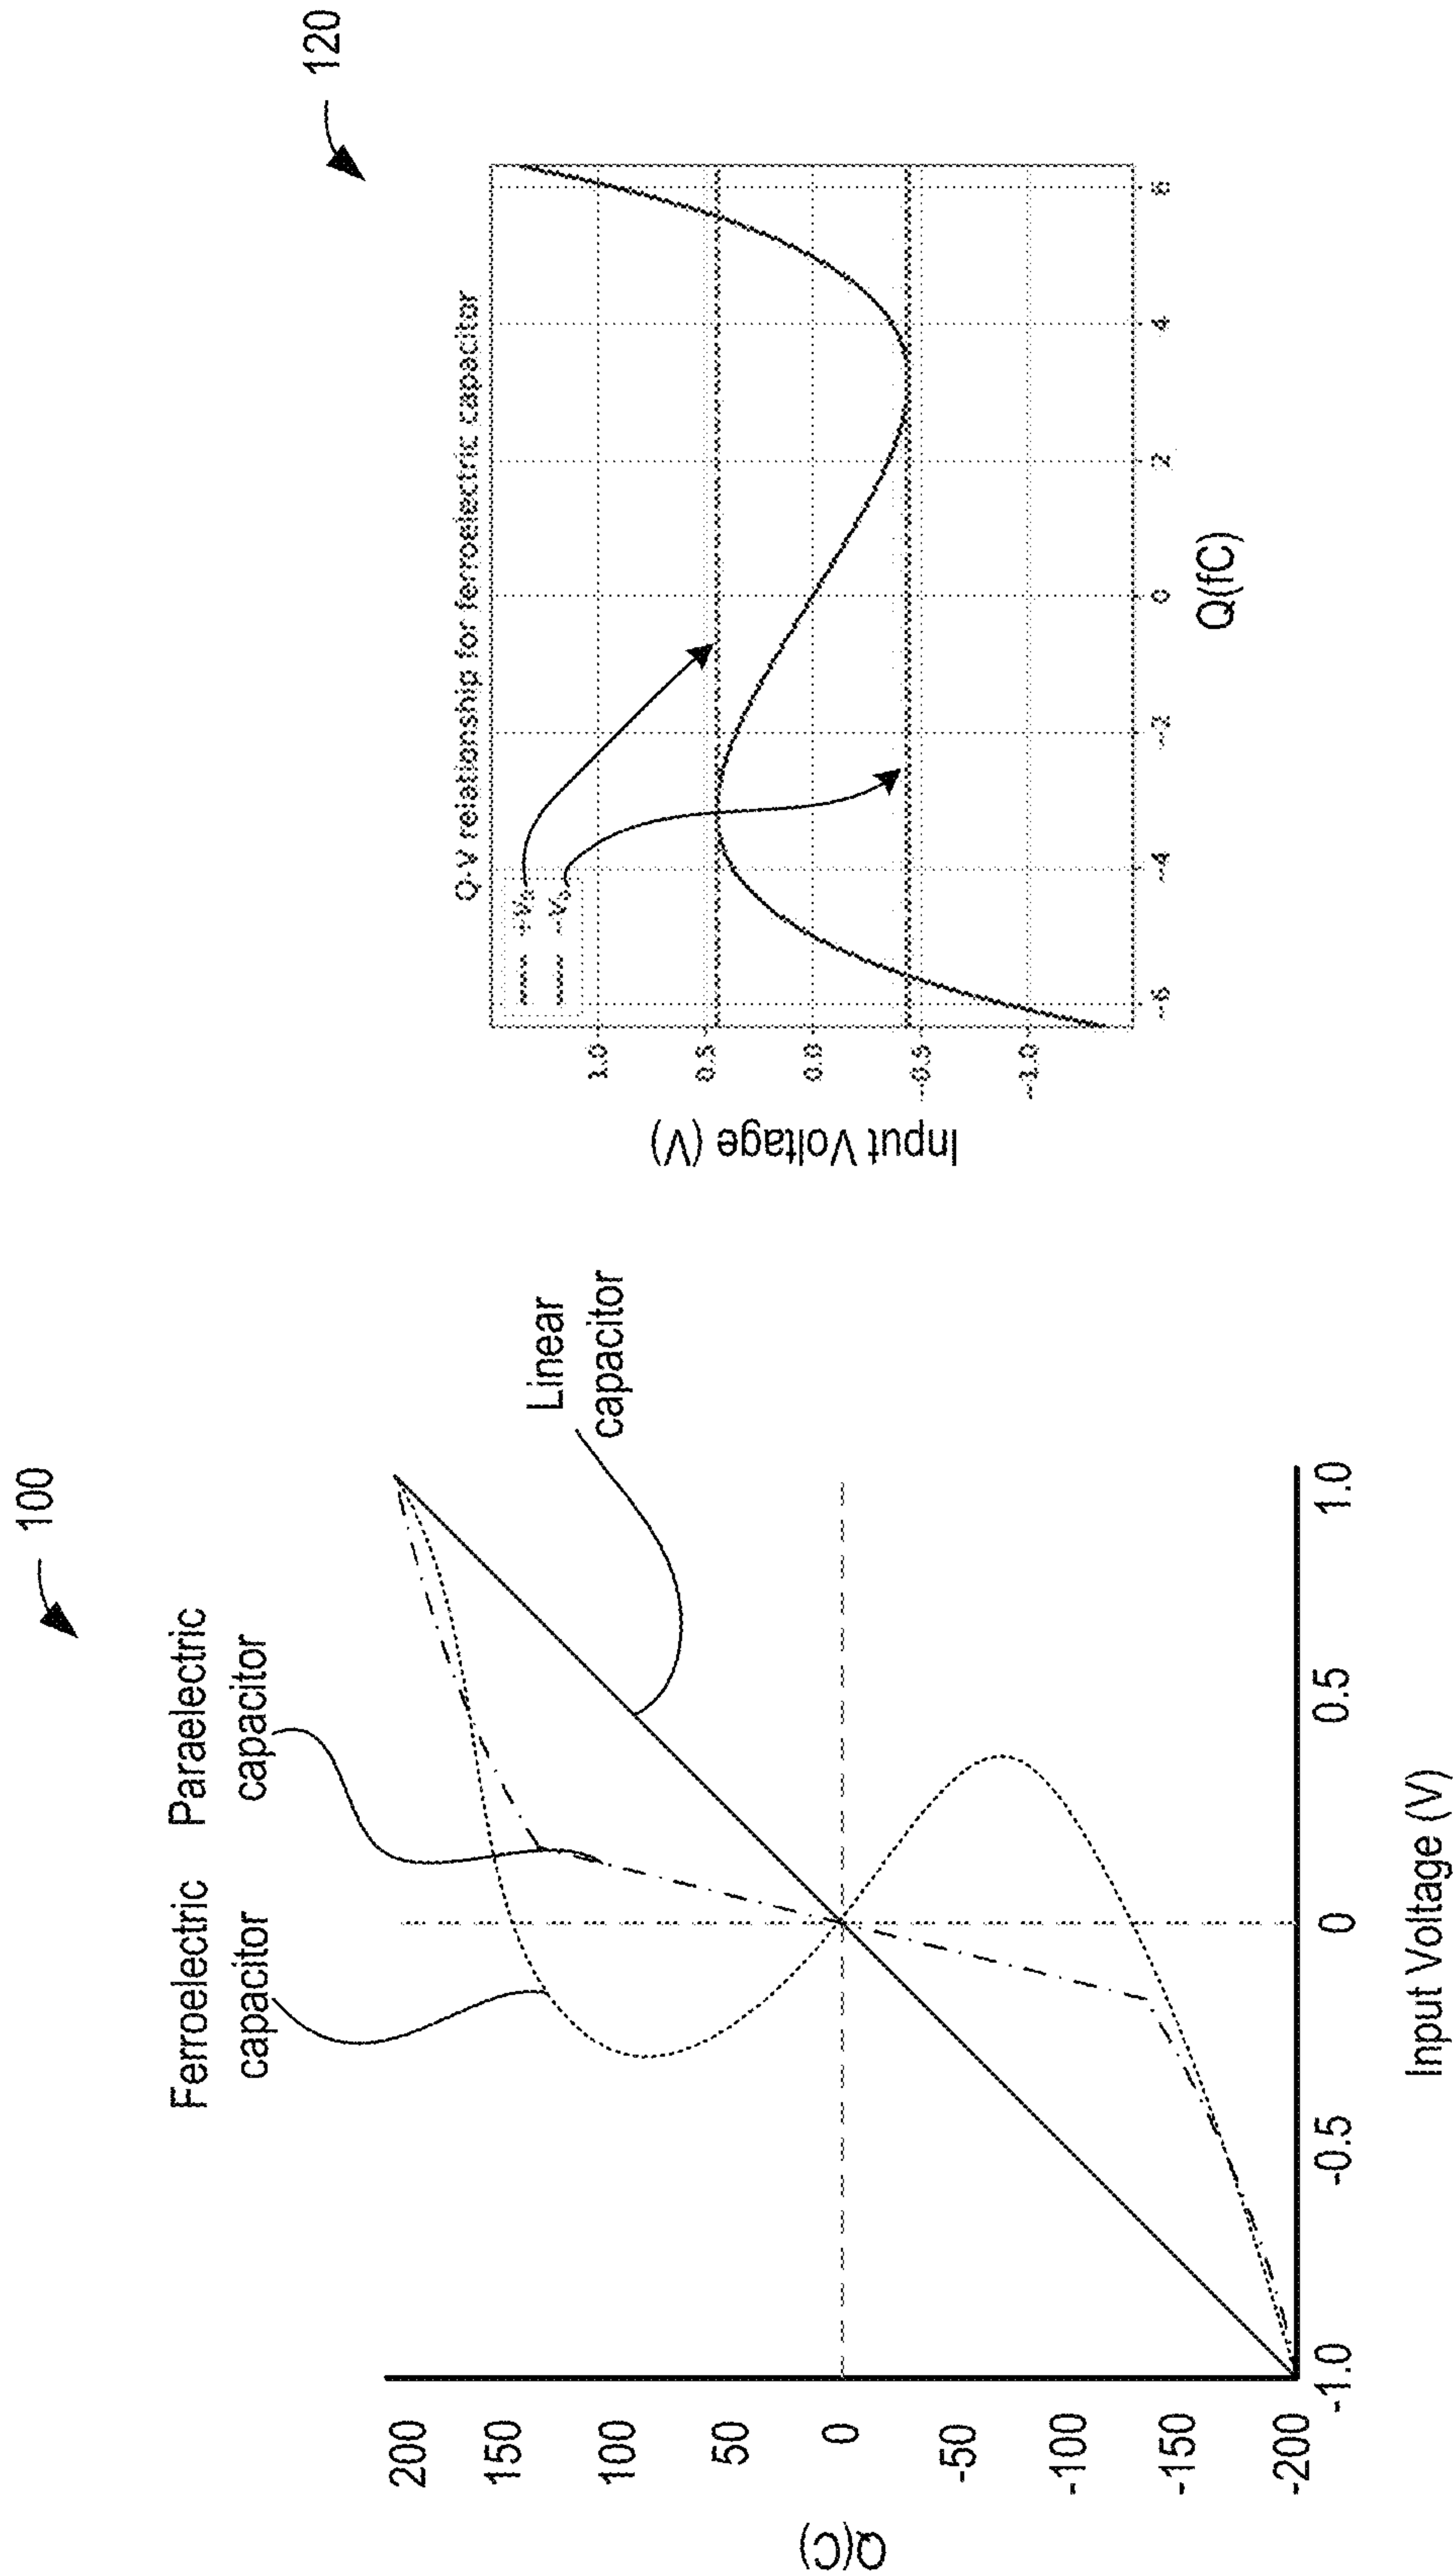 100
Ferroelectric
capacitor
Paraelectric
capacitor
Linear
capacitor
Q(C)
200
150
100
50
0
-50
-100
-150
-200
-1.0
-0.5
0
0.5
1.0
Input Voltage (V)
120
Q-V relationship for ferroelectric capacitor
+V₀
-V₀
Input Voltage (V)
1.0
0.5
0.0
-0.5
-1.0
-6
-4
-2
0
2
4
6
Q(fC)